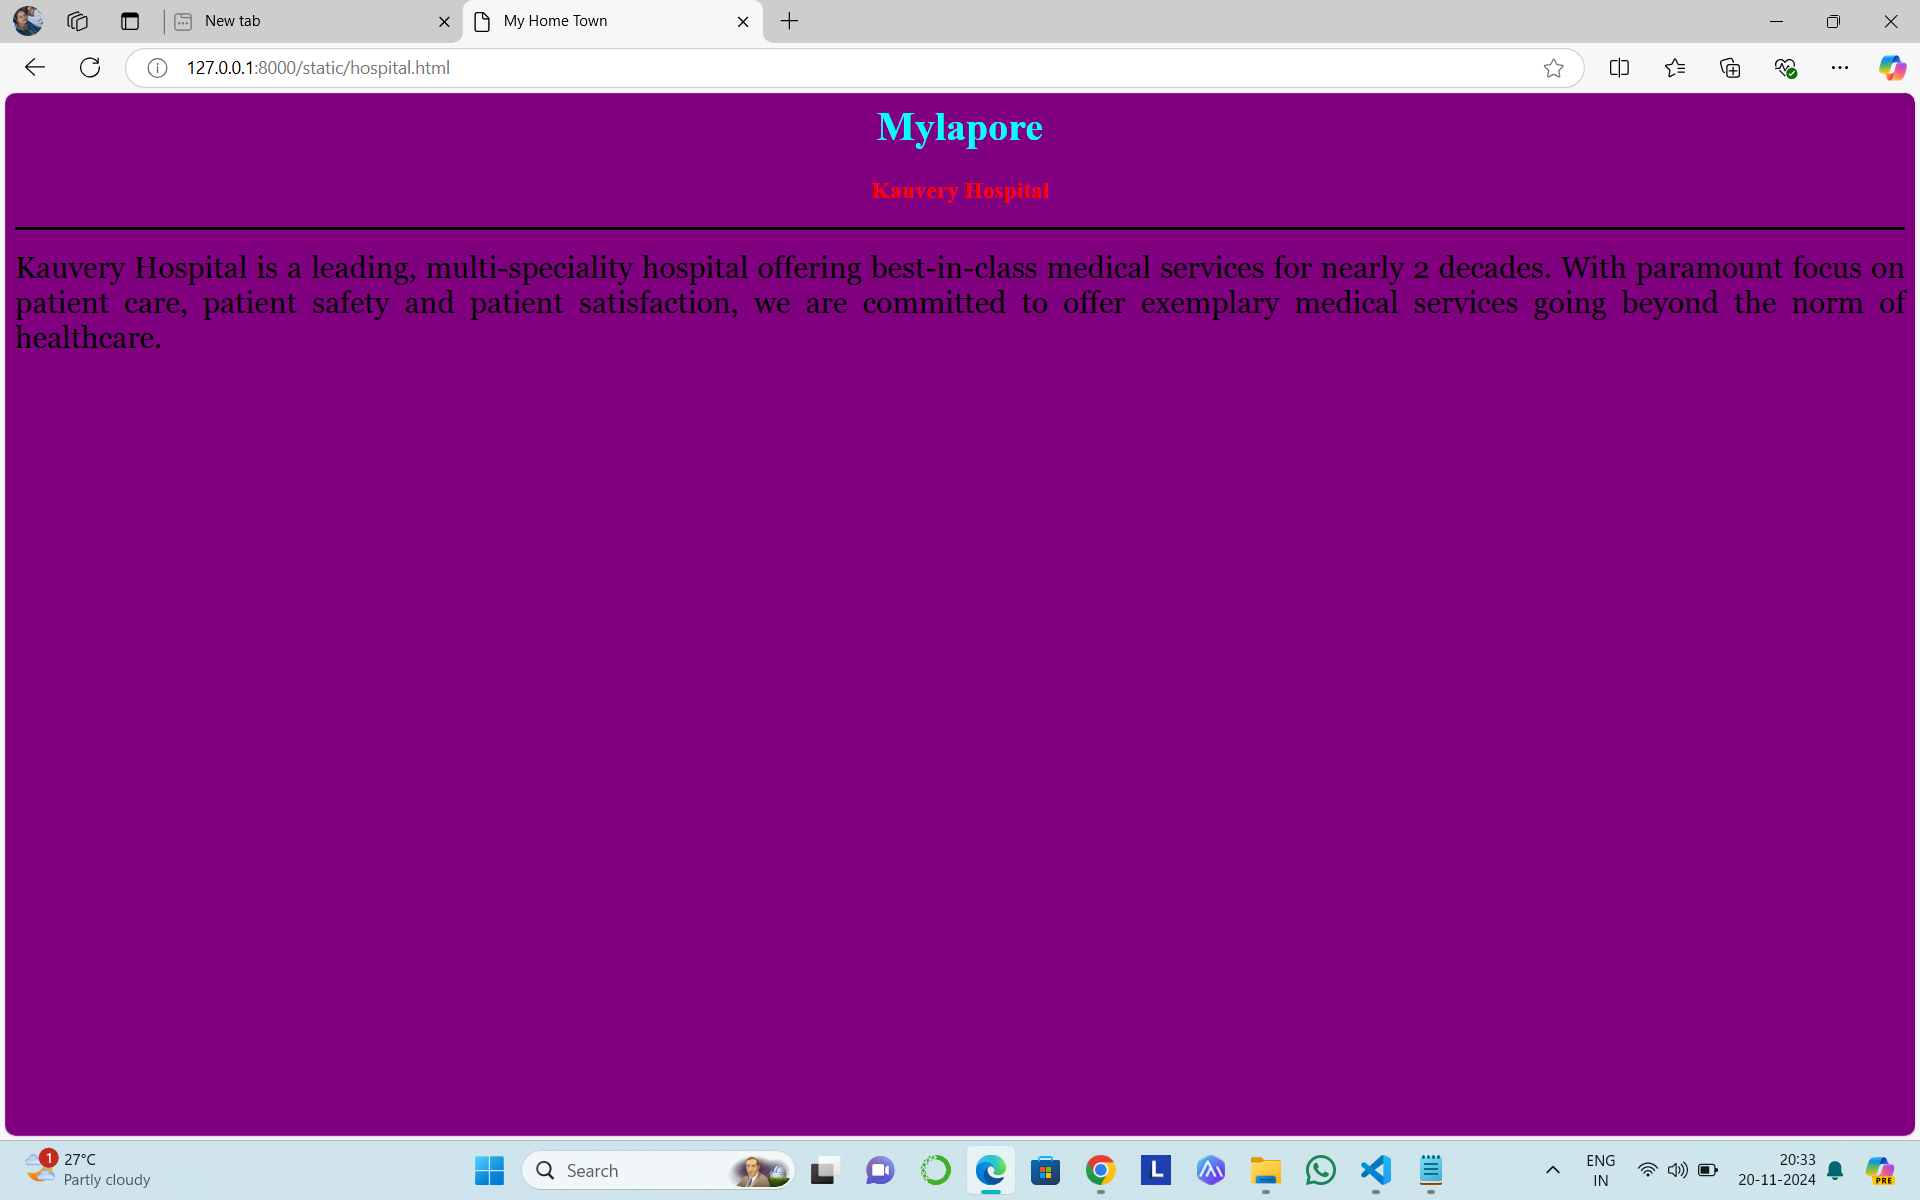 New tab
My Home Town
127.0.0.1:8000/static/hospital.html
Mylapore
Kauvery Hospital
Kauvery Hospital is a leading, multi-speciality hospital offering best-in-class medical services for nearly 2 decades. With paramount focus on
patient care, patient safety and patient satisfaction, we are committed to offer exemplary medical services going beyond the norm of
healthcare.
1
27°C
Partly cloudy
Search
L
ENG
IN
20:33
20-11-2024
PRE